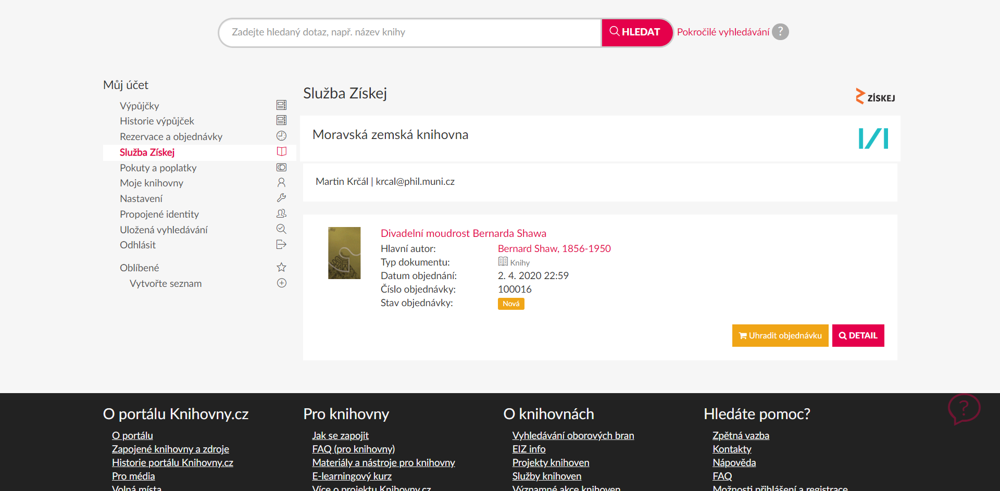 Zadejte hledaný dotaz, např. název knihy
HLEDAT
Pokročilé vyhledávání ?
Můj účet
Výpůjčky
Historie výpůjček
Rezervace a objednávky
Služba Získej
Pokuty a poplatky
Moje knihovny
Nastavení
Propojené identity
Uložená vyhledávání
Odhlásit
Oblíbené
Vytvořte seznam
Služba Získej
ZÍSKEJ
Moravská zemská knihovna
Martin Krčál | krcal@phil.muni.cz
Divadelní moudrost Bernarda Shawa
Hlavní autor: Bernard Shaw, 1856-1950
Typ dokumentu: Knihy
Datum objednání: 2. 4. 2020 22:59
Číslo objednávky: 100016
Stav objednávky: Nová
Uhradit objednávku
DETAIL
O portálu Knihovny.cz
O portálu
Zapojené knihovny a zdroje
Historie portálu Knihovny.cz
Pro média
Volná místa
Pro knihovny
Jak se zapojit
FAQ (pro knihovny)
Materiály a nástroje pro knihovny
E-learningový kurz
Více o projektu Knihovny.cz
O knihovnách
Vyhledávání oborových bran
EIZ info
Projekty knihoven
Služby knihoven
Významné akce knihoven
Hledáte pomoc?
Zpětná vazba
Kontakty
Nápověda
FAQ
Možnosti přihlášení a registrace
?